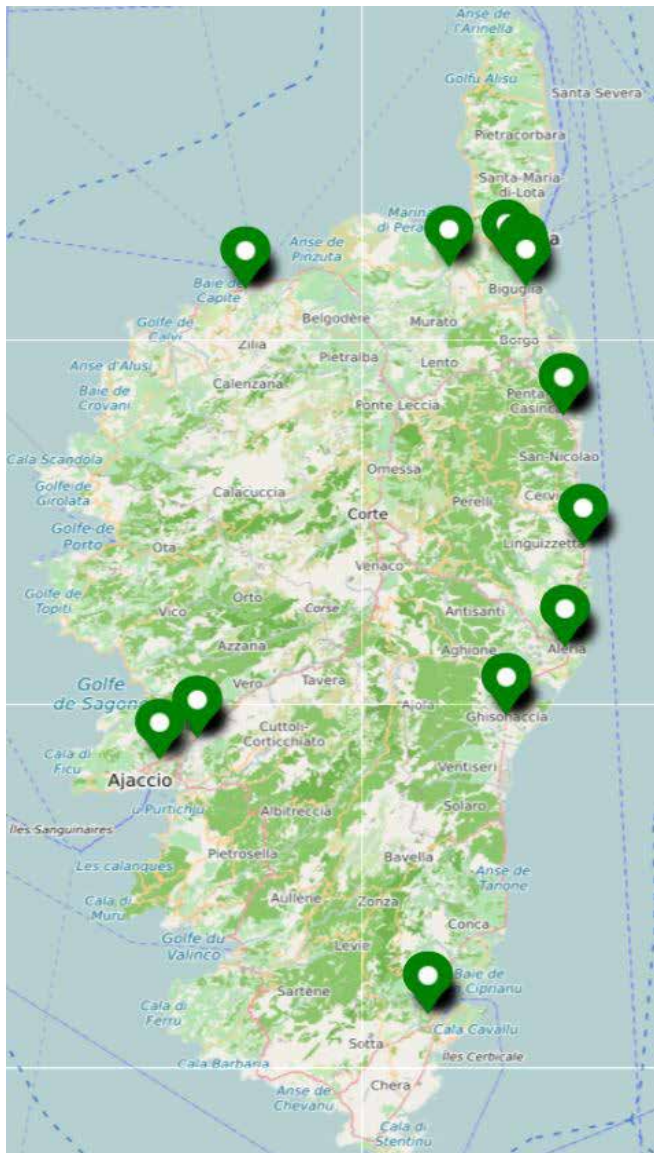 Anse de
l'Arinella
Golfu Alisu
Santa Severa
Pietracorbara
Santa-Maria-
di-Lota
Marina
di Pera
Anse de
Pinzuta
Baie de
Capite
Biguglia
Belgodère
Murato
Golfe de
Calvi
Zilia
Borgo
Pietralba
Lento
Anse d'Alusi
Calenzana
Baie de
Crovani
Penta
Casinca
Ponte Leccia
Cala Scandola
Omessa
San-Nicolao
Golfe de
Girolata
Calacuccia
Perelli
Cervi
Corte
Golfe de
Porto
Ota
Linguizzetta
Venaco
Golfe de
Topiti
Orto
Corse
Vico
Antisanti
Azzana
Aghione
Aleria
Golfe
de Sagon
Vero
Tavera
Ajola
Ghisonaccia
Cuttoli-
Corticchiato
Cala di
Ficu
Ventiseri
Ajaccio
u Purtichju
Albitreccia
Solaro
Îles Sanguinaires
Pietrosella
Bavella
Les calanques
Anse de
Tanone
Cala di
Muru
Aullène
Zonza
Conca
Golfe du
Valinco
Levie
Baie de
Ciprianu
Sartène
Cala di
Ferru
Cala Cavallu
Sotta
Îles Cerbicale
Cala Barbaria
Chera
Anse de
Chevanu
Cala di
Stentinu